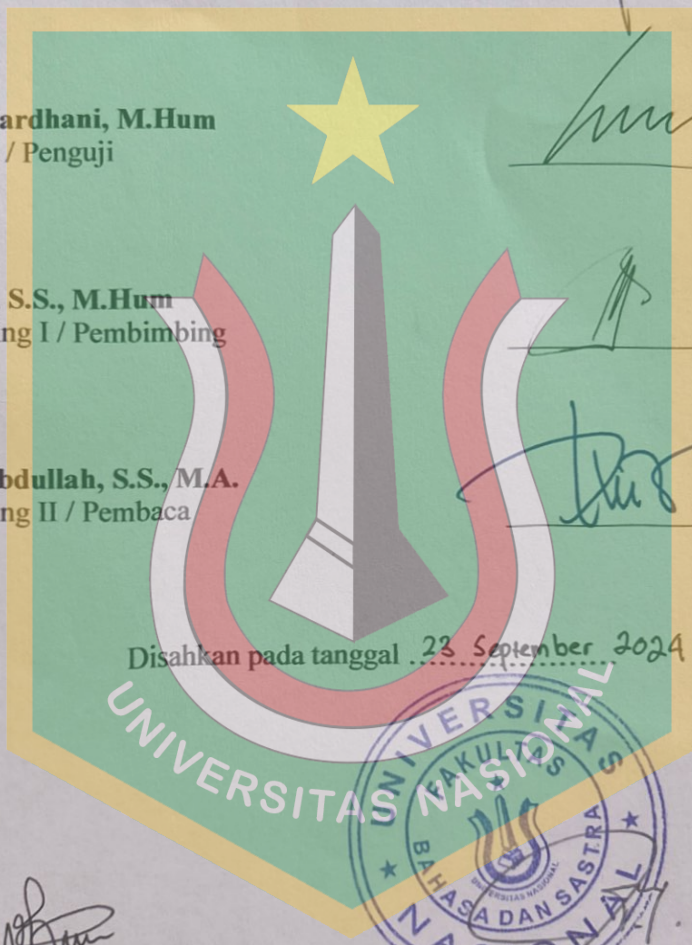 ardhani, M.Hum
/ Penguji
S.S., M.Hum
ng I / Pembimbing
bdullah, S.S., M.A.
ng II / Pembaca
Disahkan pada tanggal 23 September 2024
UNIVERSITAS NASIONAL
UNIVERSITAS
FAKULTAS
BAHASA DAN SASTRA
UNIVERSITAS NASIONAL